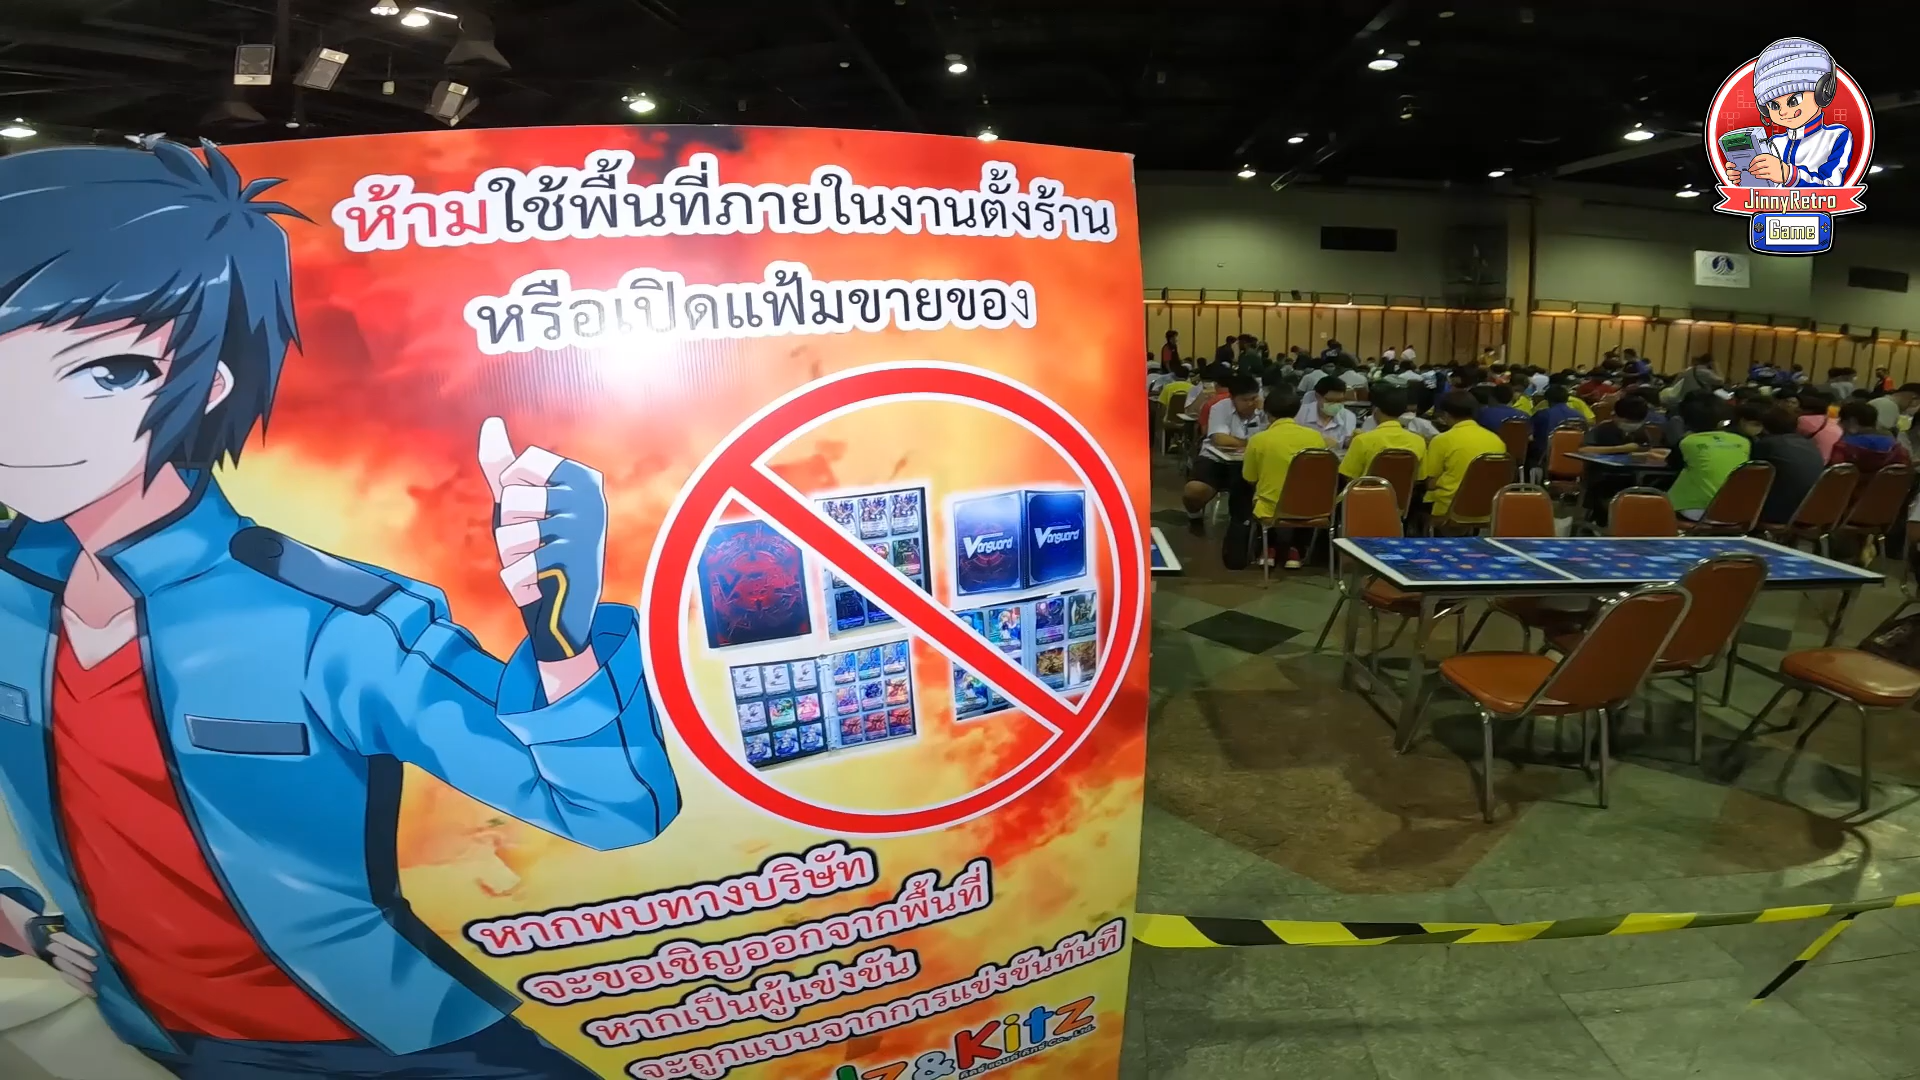 ห้ามใช้พื้นที่ภายในงานตั้งร้าน
หรือเปิดแฟ้มขายของ
Vanguard
Vanguard
หากพบทางบริษัท
จะขอเชิญออกจากพื้นที่
หากเป็นผู้แข่งขัน
จะถูกแบนจากการแข่งขันทันที
&Kitz
JinnyRetro
Game